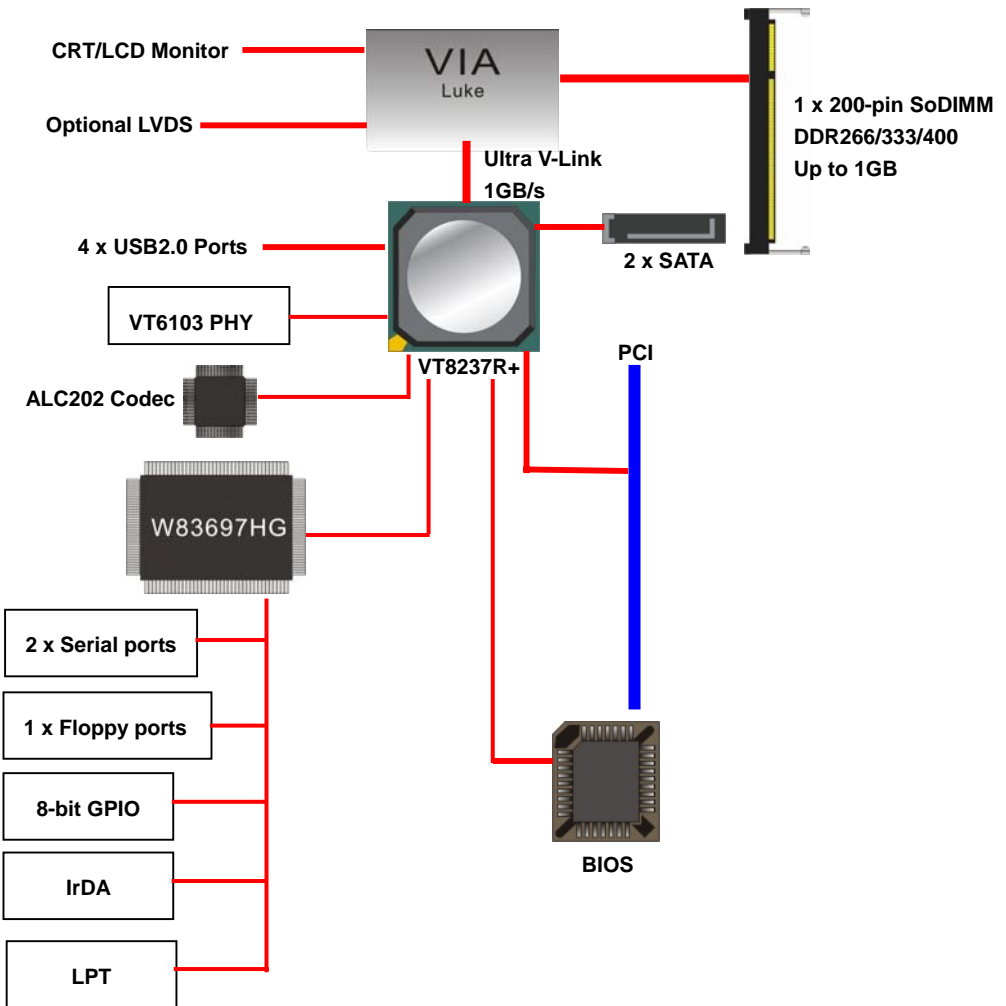 CRT/LCD Monitor
VIA
Luke
Optional LVDS
1 x 200-pin SoDIMM
DDR266/333/400
Up to 1GB
Ultra V-Link
1GB/s
4 x USB2.0 Ports
2 x SATA
VT6103 PHY
VT8237R+
PCI
ALC202 Codec
W83697HG
2 x Serial ports
1 x Floppy ports
8-bit GPIO
IrDA
LPT
BIOS